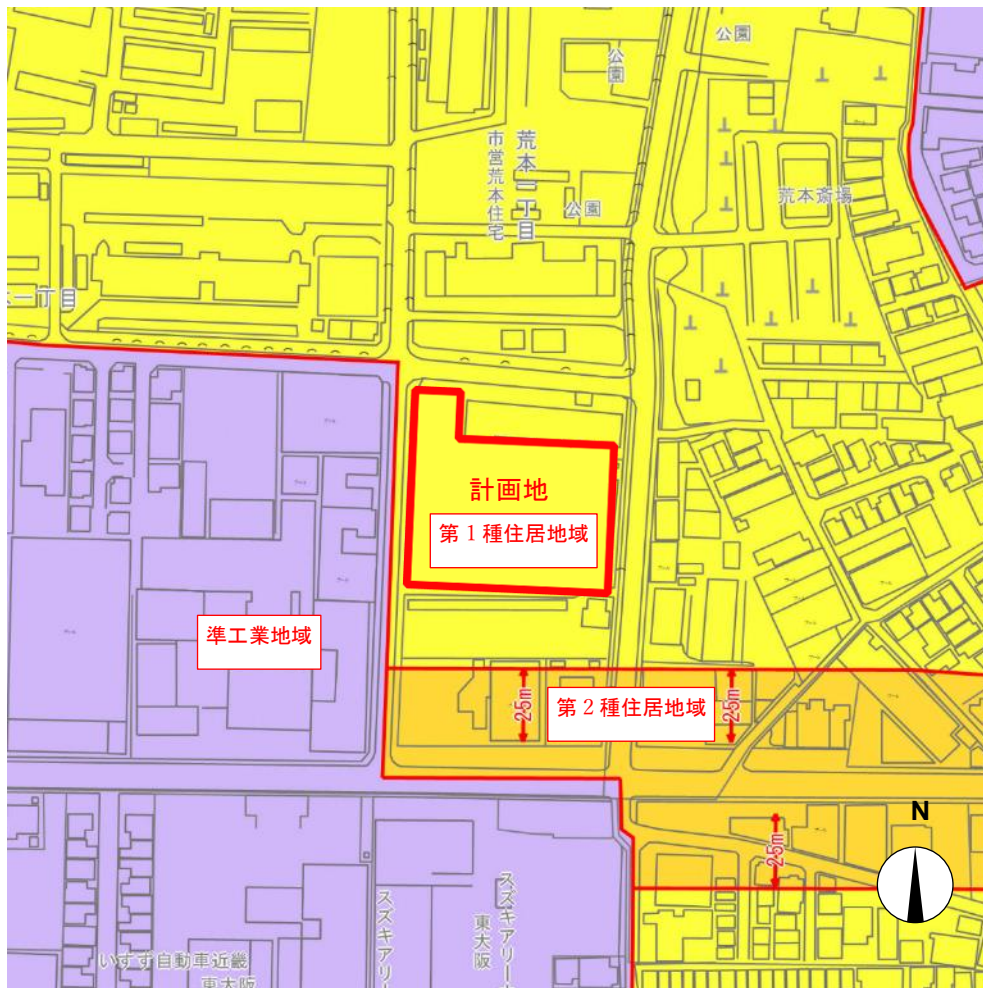 公園
公園
荒本一丁目
市営荒本住宅
公園
荒本斎場
一丁目
計画地
第1種住居地域
準工業地域
第2種住居地域
25m
25m
25m
N
スズキアリーナ
東大阪
スズキアリー
いすず自動車近畿
東大阪